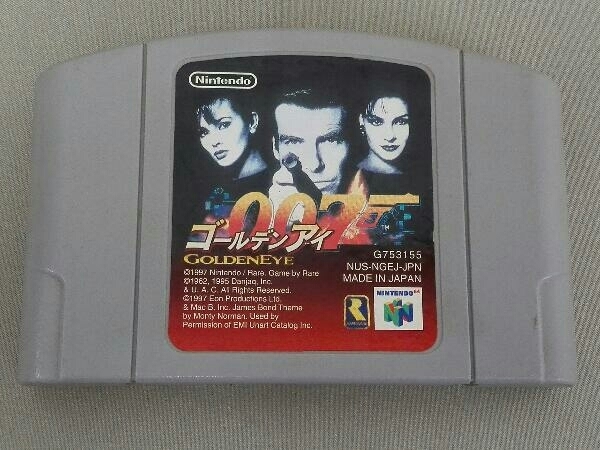 Nintendo
007
ゴールデンアイ
GOLDENEYE
G753155
NUS-NGEJ-JPN
MADE IN JAPAN
©1997 Nintendo / Rare. Game by Rare
©1962, 1995 Danjaq, Inc.
& U. A. C. All Rights Reserved.
©1997 Eon Productions Ltd.
& Mac B. Inc. James Bond Theme
by Monty Norman. Used by
Permission of EMI Unart Catalog Inc.
NINTENDO 64